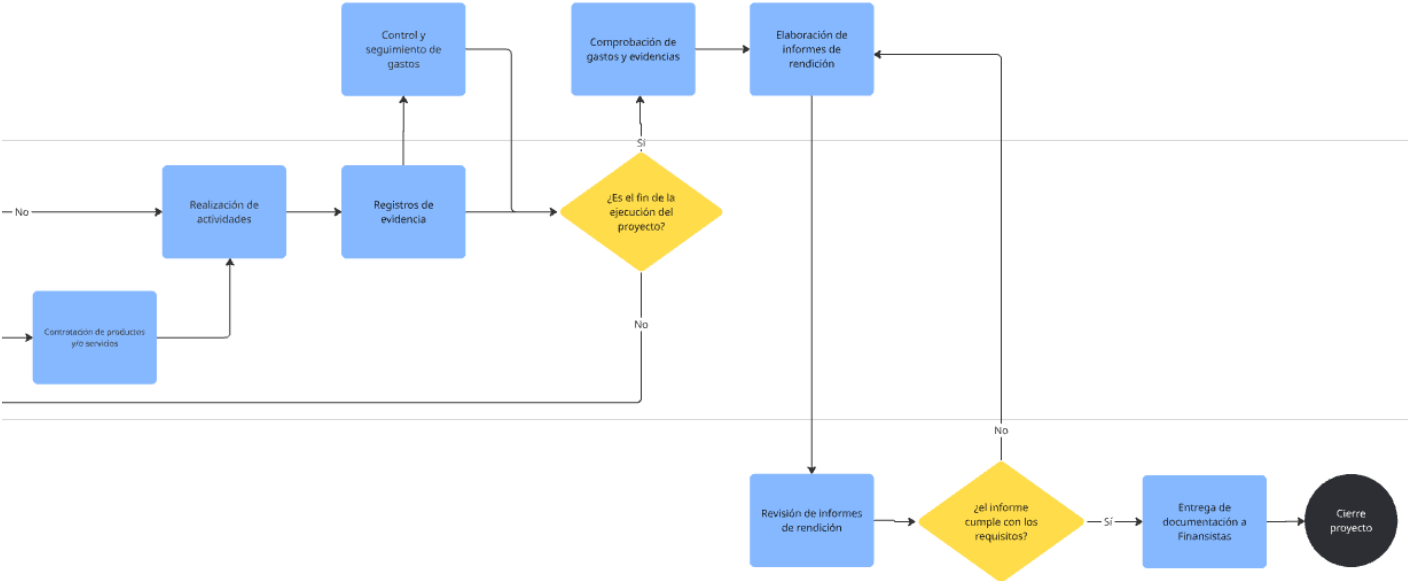 Control y
seguimiento de
gastos
Comprobación de
gastos y evidencias
Elaboración de
informes de
rendición
Sí
No
Realización de
actividades
Registros de
evidencia
¿Es el fin de la
ejecución del
proyecto?
Contratación de productes
y/o servicios
No
No
Revisión de informes
de rendición
¿el informe
cumple con los
requisitos?
Sí
Entrega de
documentación a
Finansistas
Cierre
proyecto